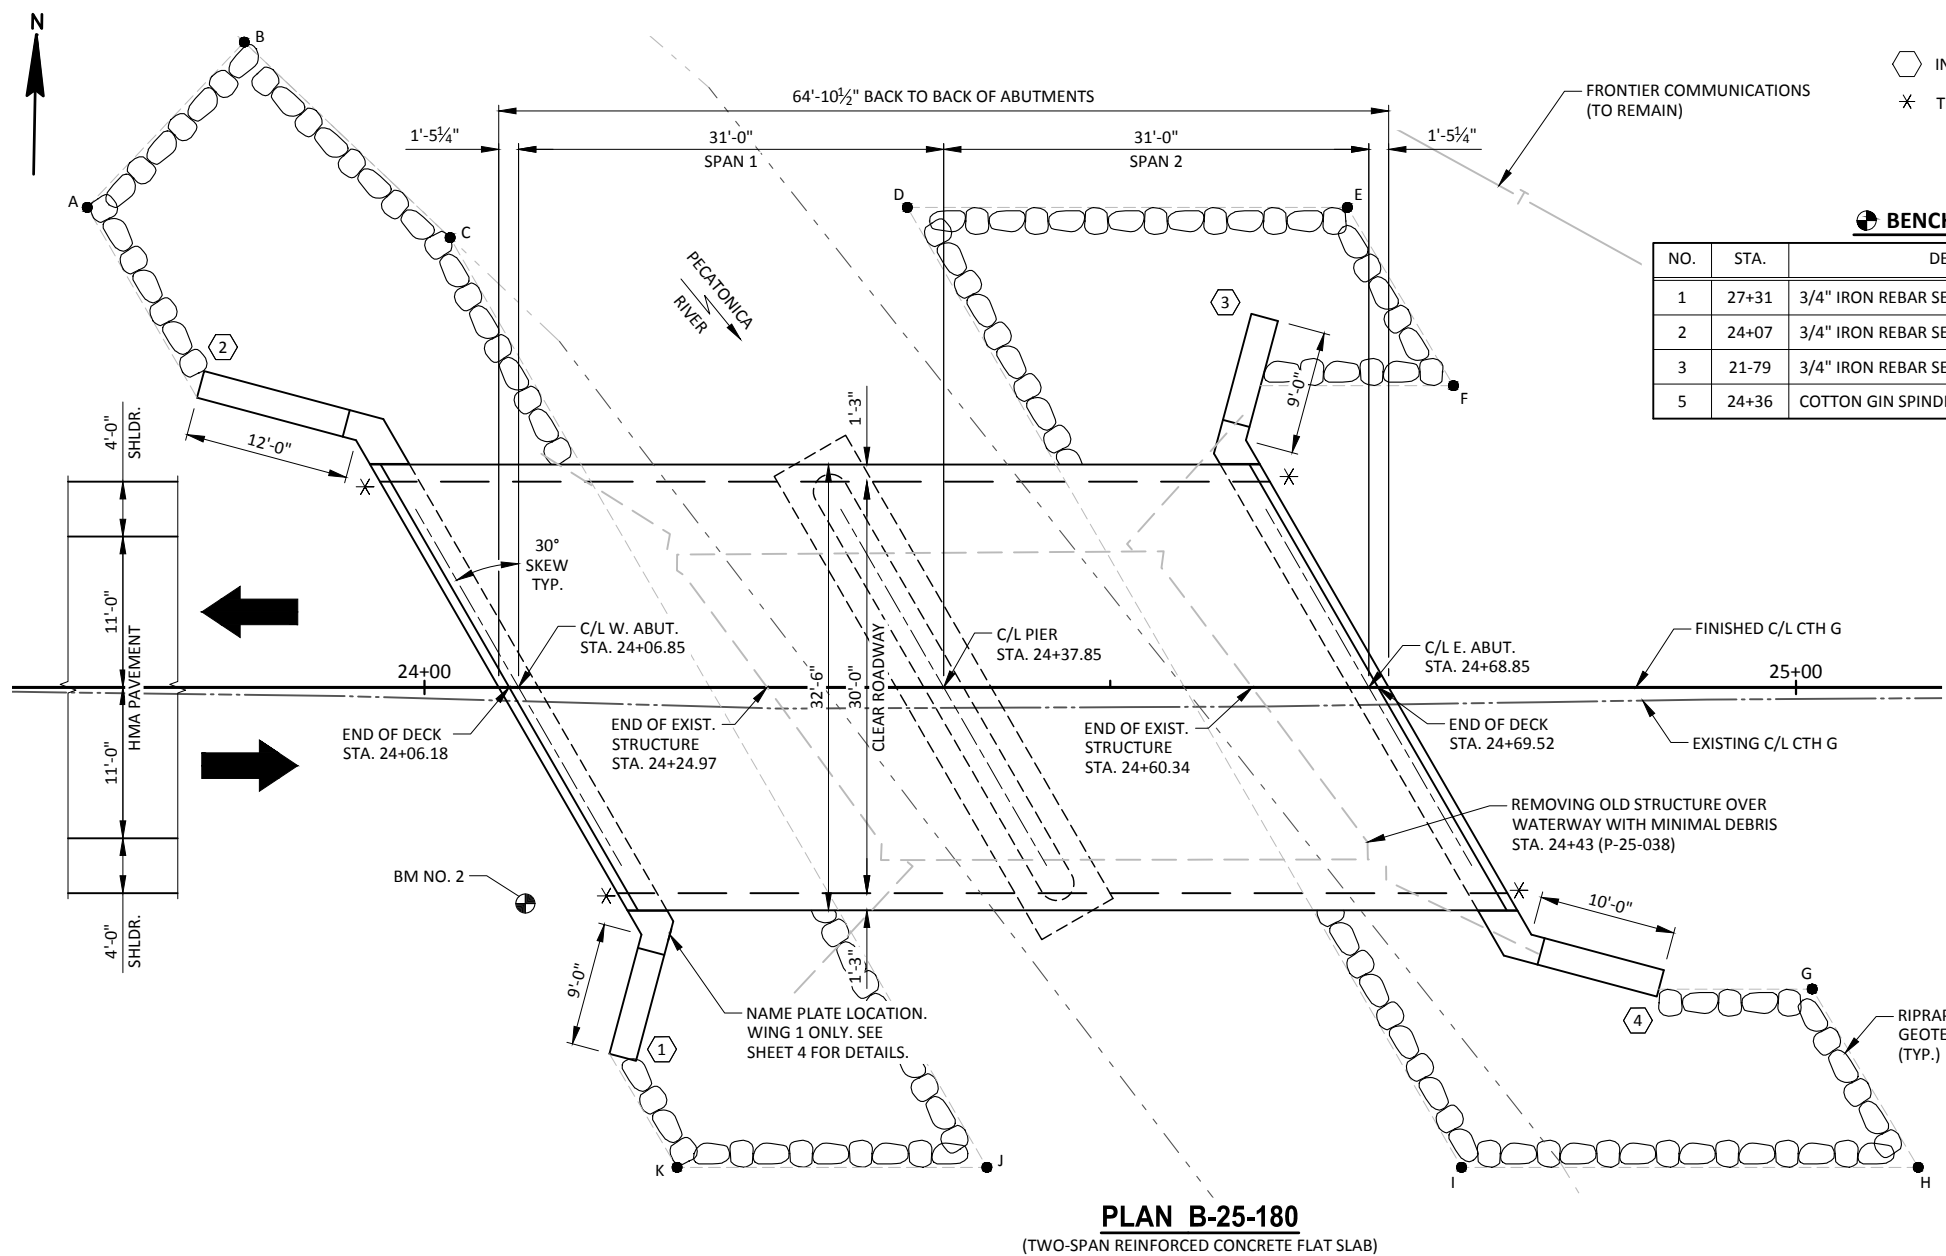 N
B
A
C
D
E
F
G
H
I
J
K
64'-10½" BACK TO BACK OF ABUTMENTS
1'-5¼"
31'-0"
SPAN 1
31'-0"
SPAN 2
1'-5¼"
FRONTIER COMMUNICATIONS
(TO REMAIN)
T
PECATONICA
RIVER
BENCH
NO. STA.
1 27+31 3/4" IRON REBAR
2 24+07 3/4" IRON REBAR
3 21-79 3/4" IRON REBAR
5 24+36 COTTON GIN
2
3
12'-0"
9'-0"
1'-3"
4'-0"
SHLDR.
11'-0"
HMA PAVEMENT
11'-0"
4'-0"
SHLDR.
30°
SKEW
TYP.
C/L W. ABUT.
STA. 24+06.85
C/L PIER
STA. 24+37.85
C/L E. ABUT.
STA. 24+68.85
FINISHED C/L CTH G
24+00
25+00
32'-6"
30'-0"
CLEAR ROADWAY
END OF DECK
STA. 24+06.18
END OF EXIST.
STRUCTURE
STA. 24+24.97
END OF EXIST.
STRUCTURE
STA. 24+60.34
END OF DECK
STA. 24+69.52
EXISTING C/L CTH G
REMOVING OLD STRUCTURE OVER
WATERWAY WITH MINIMAL DEBRIS
STA. 24+43 (P-25-038)
BM NO. 2
10'-0"
9'-0"
1'-3"
NAME PLATE LOCATION.
WING 1 ONLY. SEE
SHEET 4 FOR DETAILS.
1
4
(TYP.)
PLAN B-25-180
(TWO-SPAN REINFORCED CONCRETE FLAT SLAB)